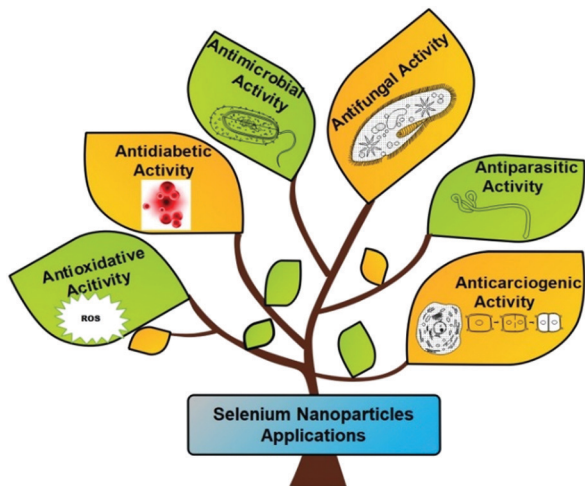 Antimicrobial
Activity
Antifungal Activity
Antidiabetic
Activity
Antiparasitic
Activity
Antioxidative
Acitivity
ROS
Anticarciogenic
Activity
Selenium Nanoparticles
Applications